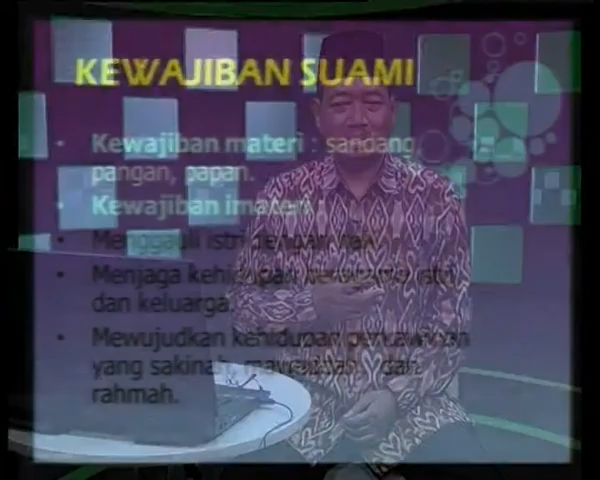 KEWAJIBAN SUAMI
• Kewajiban materi : sandang,
pangan, papan.
• Kewajiban imateri
• Menggauli istri dengan baik
• Menjaga kehidupan beragama istri
dan keluarga.
• Mewujudkan kehidupan perkawinan
yang sakinah, mawaddah, dan
rahmah.